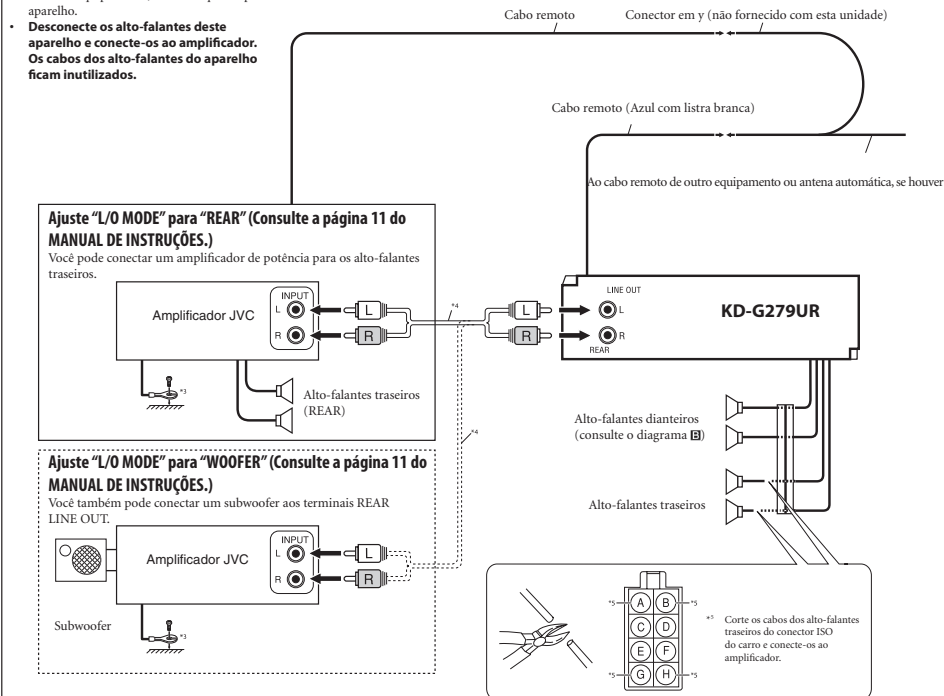 aparelho.
• Desconecte os alto-falantes deste
aparelho e conecte-os ao amplificador.
Os cabos dos alto-falantes do aparelho
ficam inutilizados.
Cabo remoto
Conector em y (não fornecido com esta unidade)
Cabo remoto (Azul com listra branca)
Ao cabo remoto de outro equipamento ou antena automática, se houver
Ajuste “L/O MODE” para “REAR” (Consulte a página 11 do
MANUAL DE INSTRUÇÕES.)
Você pode conectar um amplificador de potência para os alto-falantes
traseiros.
Amplificador JVC
INPUT
L
R
L
R
*4
L
R
LINE OUT
L
R
REAR
KD-G279UR
*3
Alto-falantes traseiros
(REAR)
*4
Alto-falantes dianteiros
(consulte o diagrama B)
Alto-falantes traseiros
Ajuste “L/O MODE” para “WOOFER” (Consulte a página 11 do
MANUAL DE INSTRUÇÕES.)
Você também pode conectar um subwoofer aos terminais REAR
LINE OUT.
Amplificador JVC
INPUT
L
R
L
R
Subwoofer
*3
*5 A B *5
C D
E F
*5 G H *5
*5 Corte os cabos dos alto-falantes
traseiros do conector ISO
do carro e conecte-os ao
amplificador.